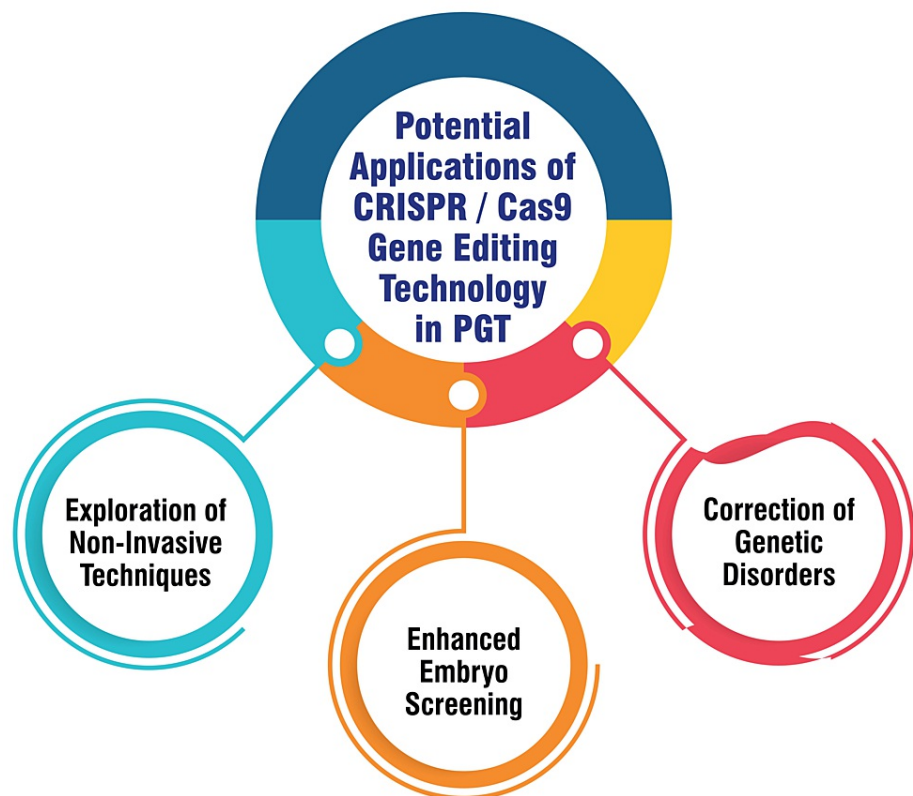 Potential
Applications of
CRISPR / Cas9
Gene Editing
Technology
in PGT
Exploration of
Non-Invasive
Techniques
Enhanced
Embryo
Screening
Correction of
Genetic
Disorders